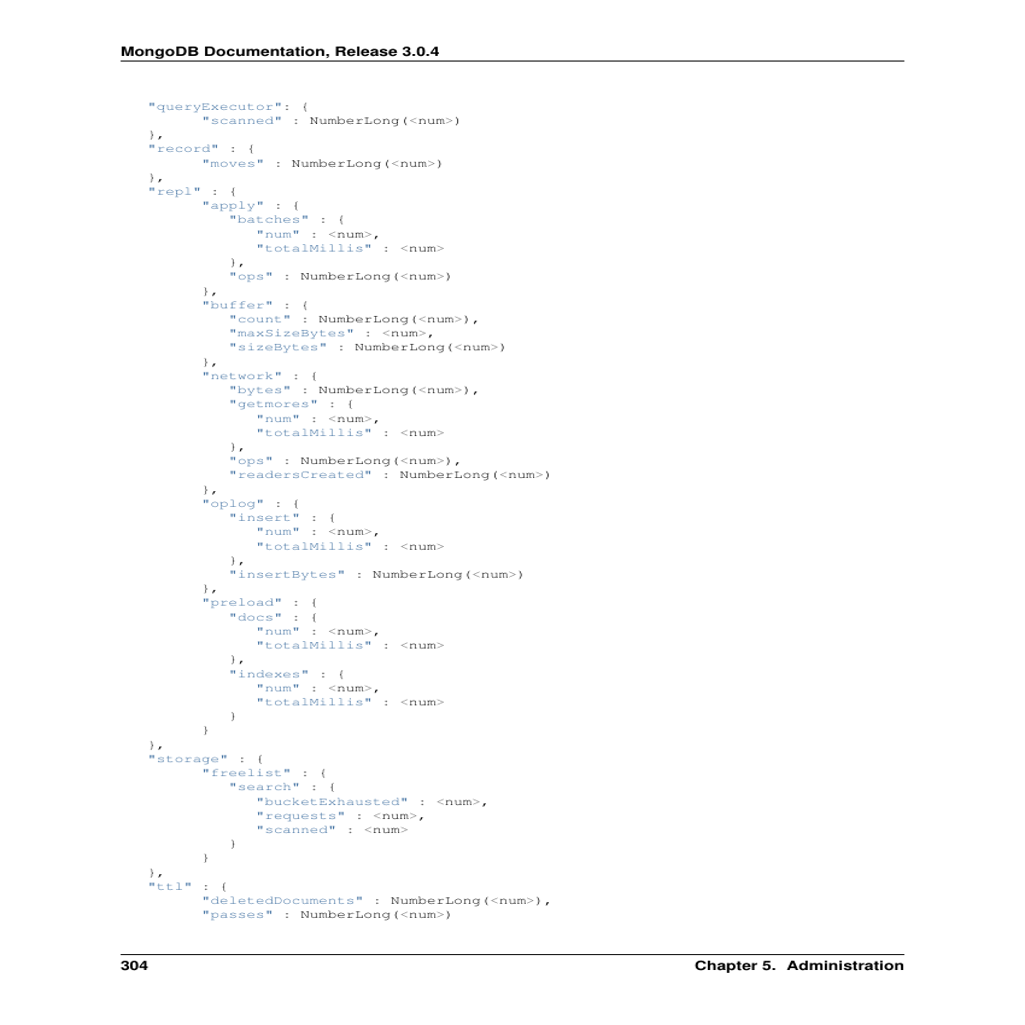 MongoDB Documentation, Release 3.0.4
"queryExecutor": {
"scanned" : NumberLong(<num>)
},
"record" : {
"moves" : NumberLong(<num>)
},
"repl" : {
"apply" : {
"batches" : {
"num" : <num>,
"totalMillis" : <num>
},
"ops" : NumberLong(<num>)
},
"buffer" : {
"count" : NumberLong(<num>),
"maxSizeBytes" : <num>,
"sizeBytes" : NumberLong(<num>)
},
"network" : {
"bytes" : NumberLong(<num>),
"getmores" : {
"num" : <num>,
"totalMillis" : <num>
},
"ops" : NumberLong(<num>),
"readersCreated" : NumberLong(<num>)
},
"oplog" : {
"insert" : {
"num" : <num>,
"totalMillis" : <num>
},
"insertBytes" : NumberLong(<num>)
},
"preload" : {
"docs" : {
"num" : <num>,
"totalMillis" : <num>
},
"indexes" : {
"num" : <num>,
"totalMillis" : <num>
}
}
},
"storage" : {
"freelist" : {
"search" : {
"bucketExhausted" : <num>,
"requests" : <num>,
"scanned" : <num>
}
}
},
"ttl" : {
"deletedDocuments" : NumberLong(<num>),
"passes" : NumberLong(<num>)
304 Chapter 5. Administration